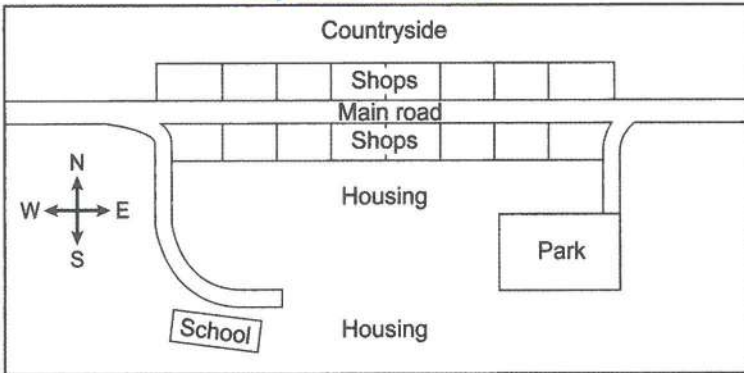 Countryside
Shops
Main road
Shops
N
W E
S
Housing
Park
School
Housing